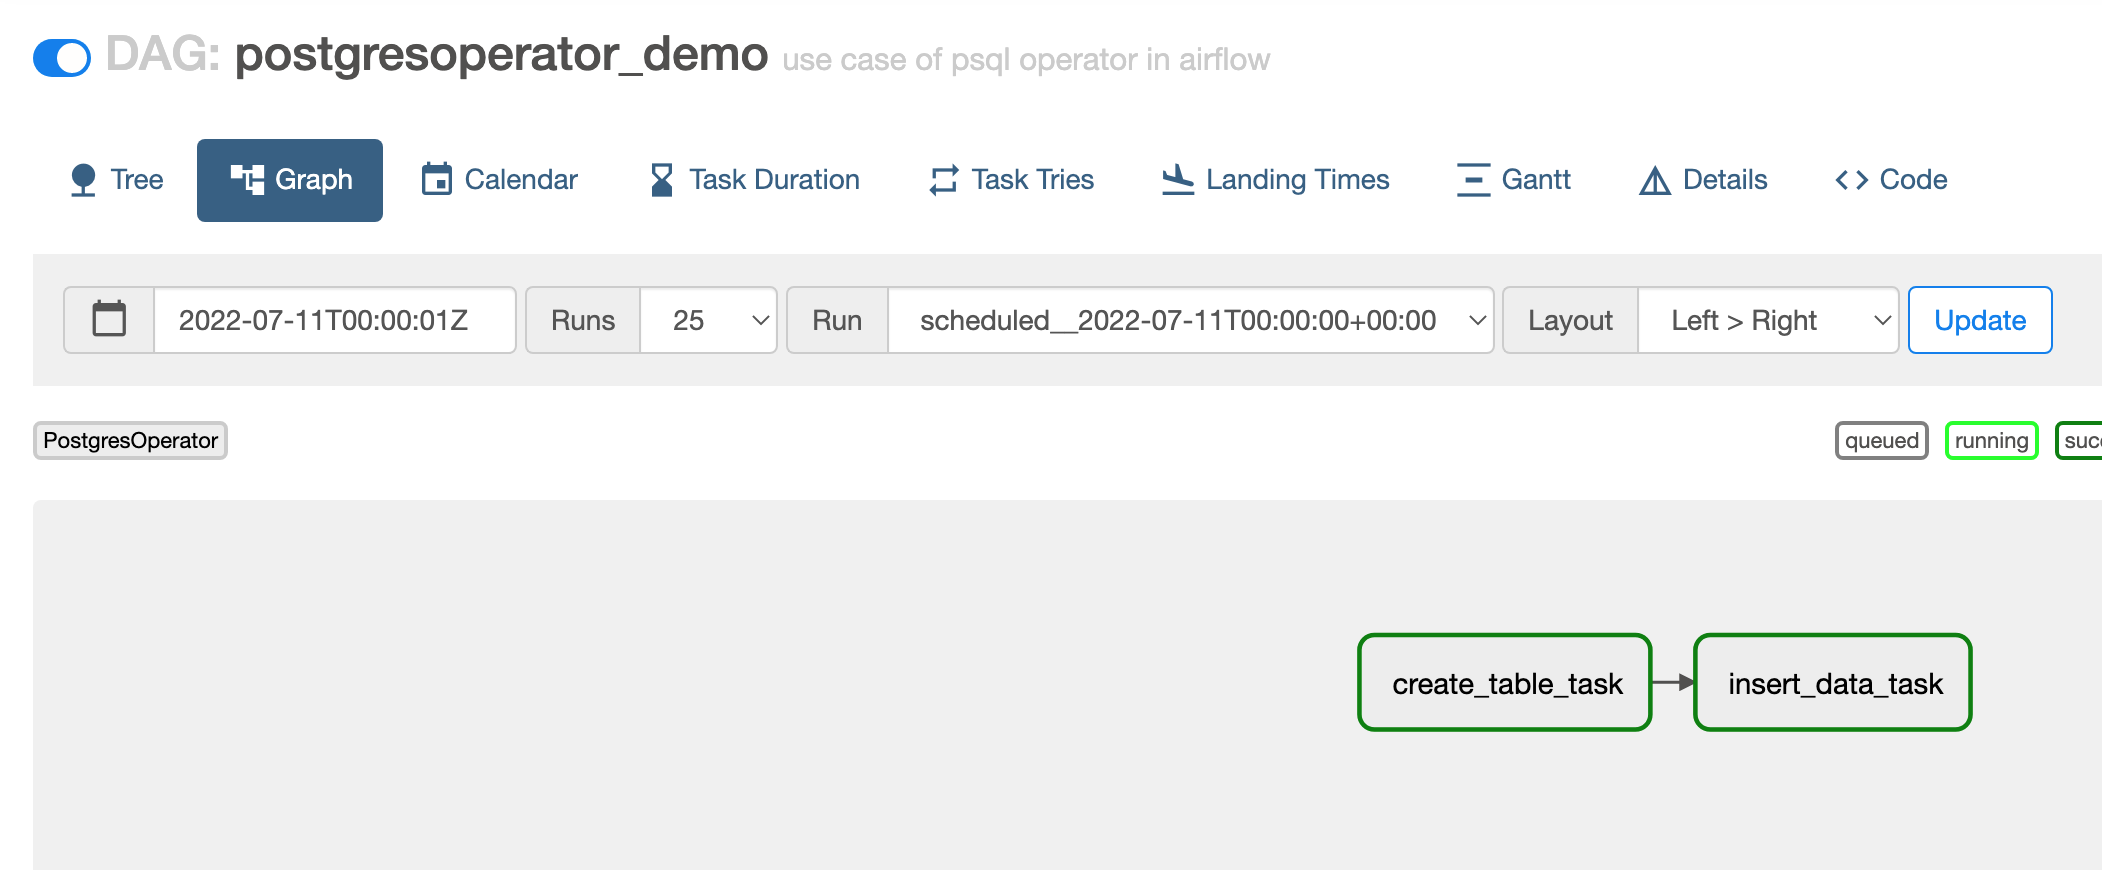 DAG: postgresoperator_demo use case of psql operator in airflow
Tree Graph Calendar Task Duration Task Tries Landing Times Gantt Details Code
2022-07-11T00:00:01Z Runs 25 Run scheduled__2022-07-11T00:00:00+00:00 Layout Left > Right Update
PostgresOperator queued running
create_table_task insert_data_task